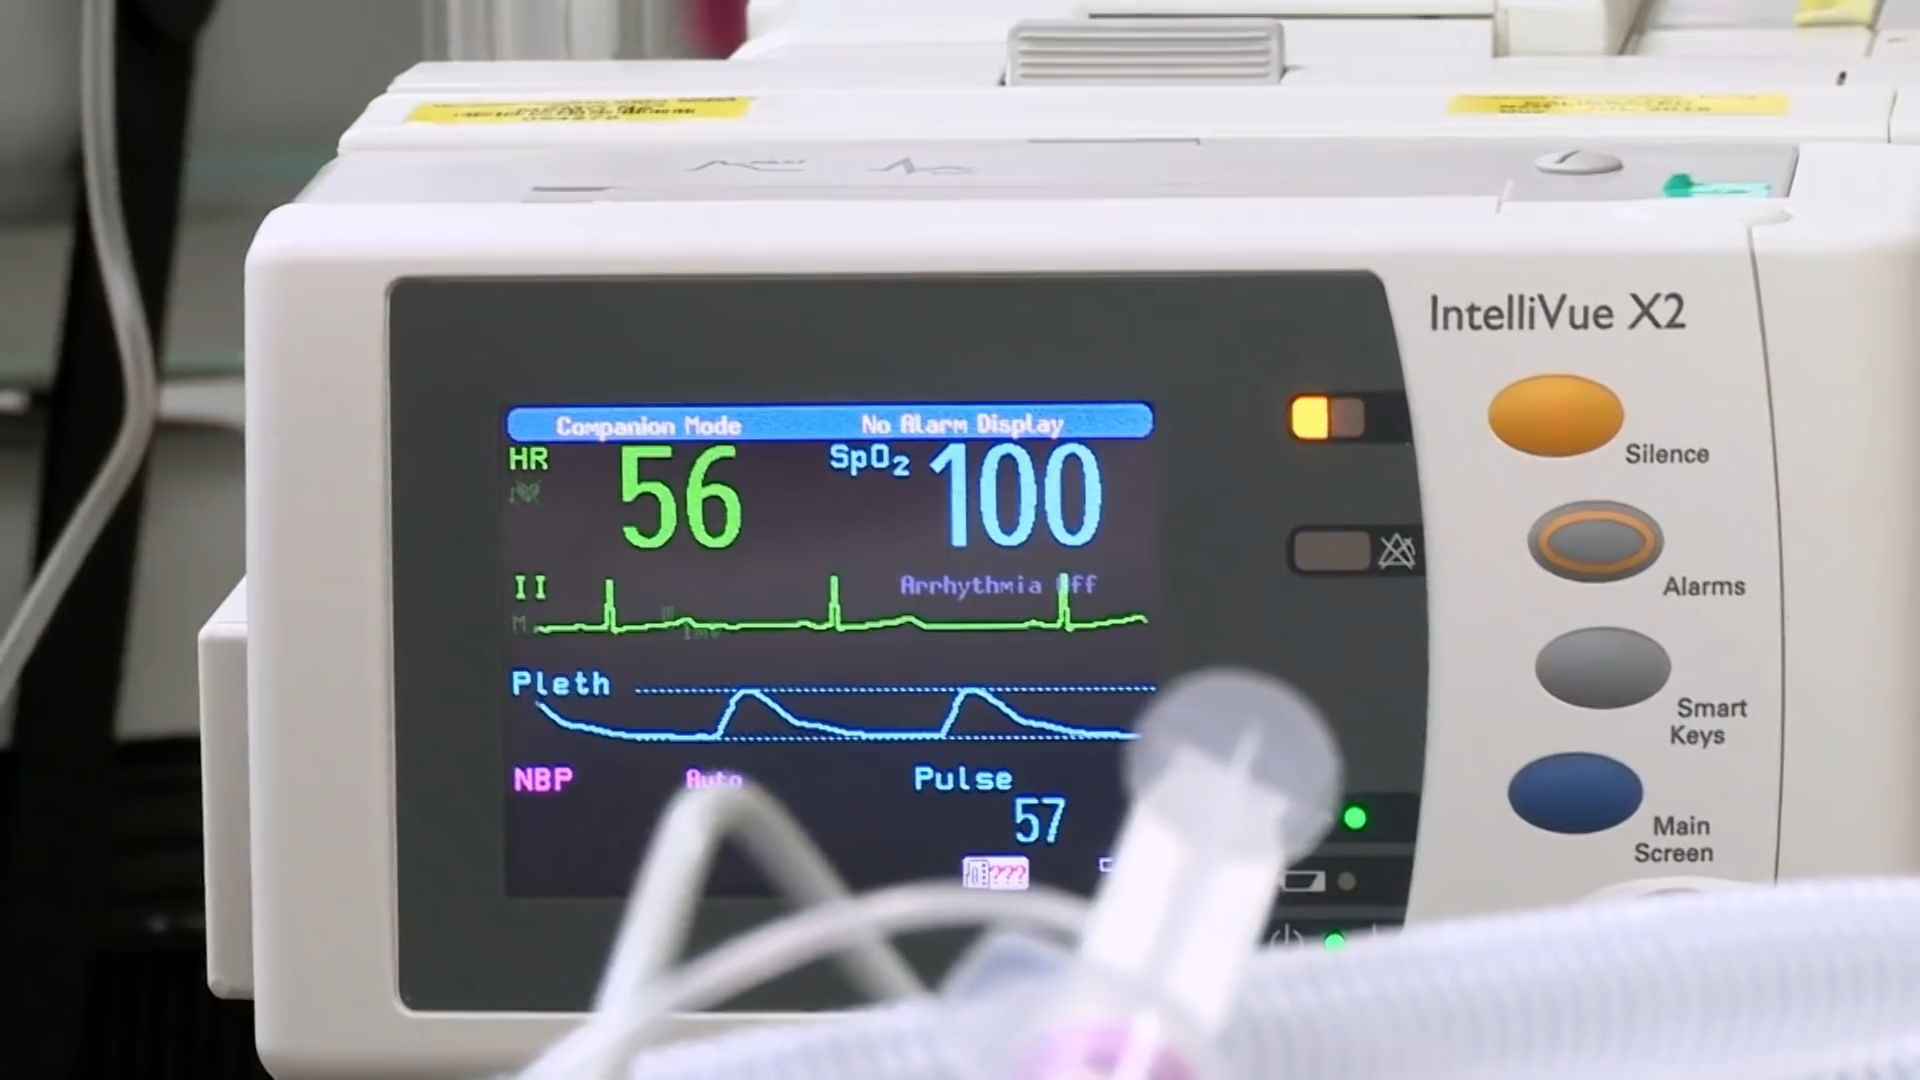 IntelliVue X2
Companion Mode No Alarm Display
HR 56 SpO₂ 100
Silence
II Arrhythmia Off
Alarms
M
1mV
Pleth
Smart
Keys
NBP Auto Pulse
57
Main
Screen
???